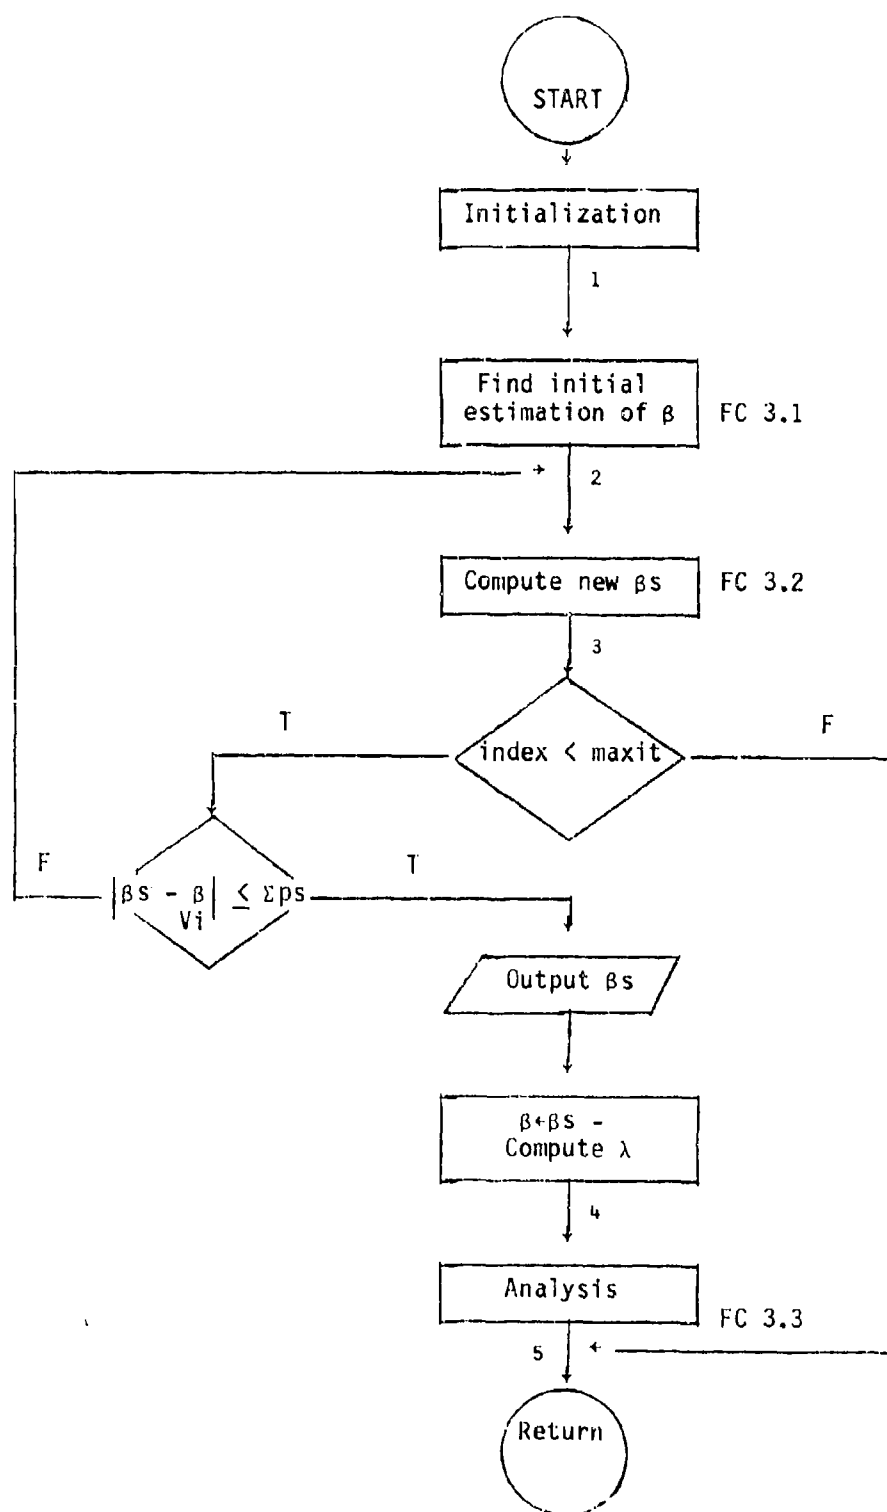 START
Initialization
1
Find initial
estimation of β
FC 3.1
2
Compute new βs
FC 3.2
3
T
F
index < maxit
F
T
|βs - β| ≤ Σps
Vi
Output βs
β←βs -
Compute λ
4
Analysis
FC 3.3
5
Return